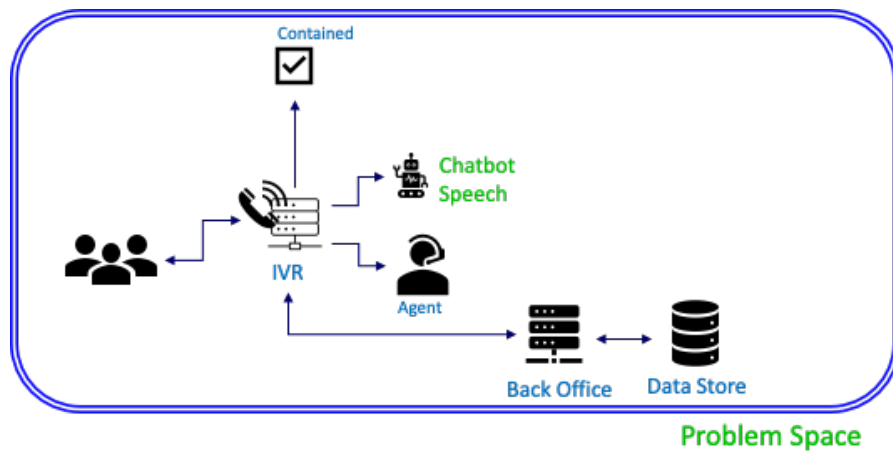 Contained
Chatbot
Speech
IVR
Agent
Back Office
Data Store
Problem Space